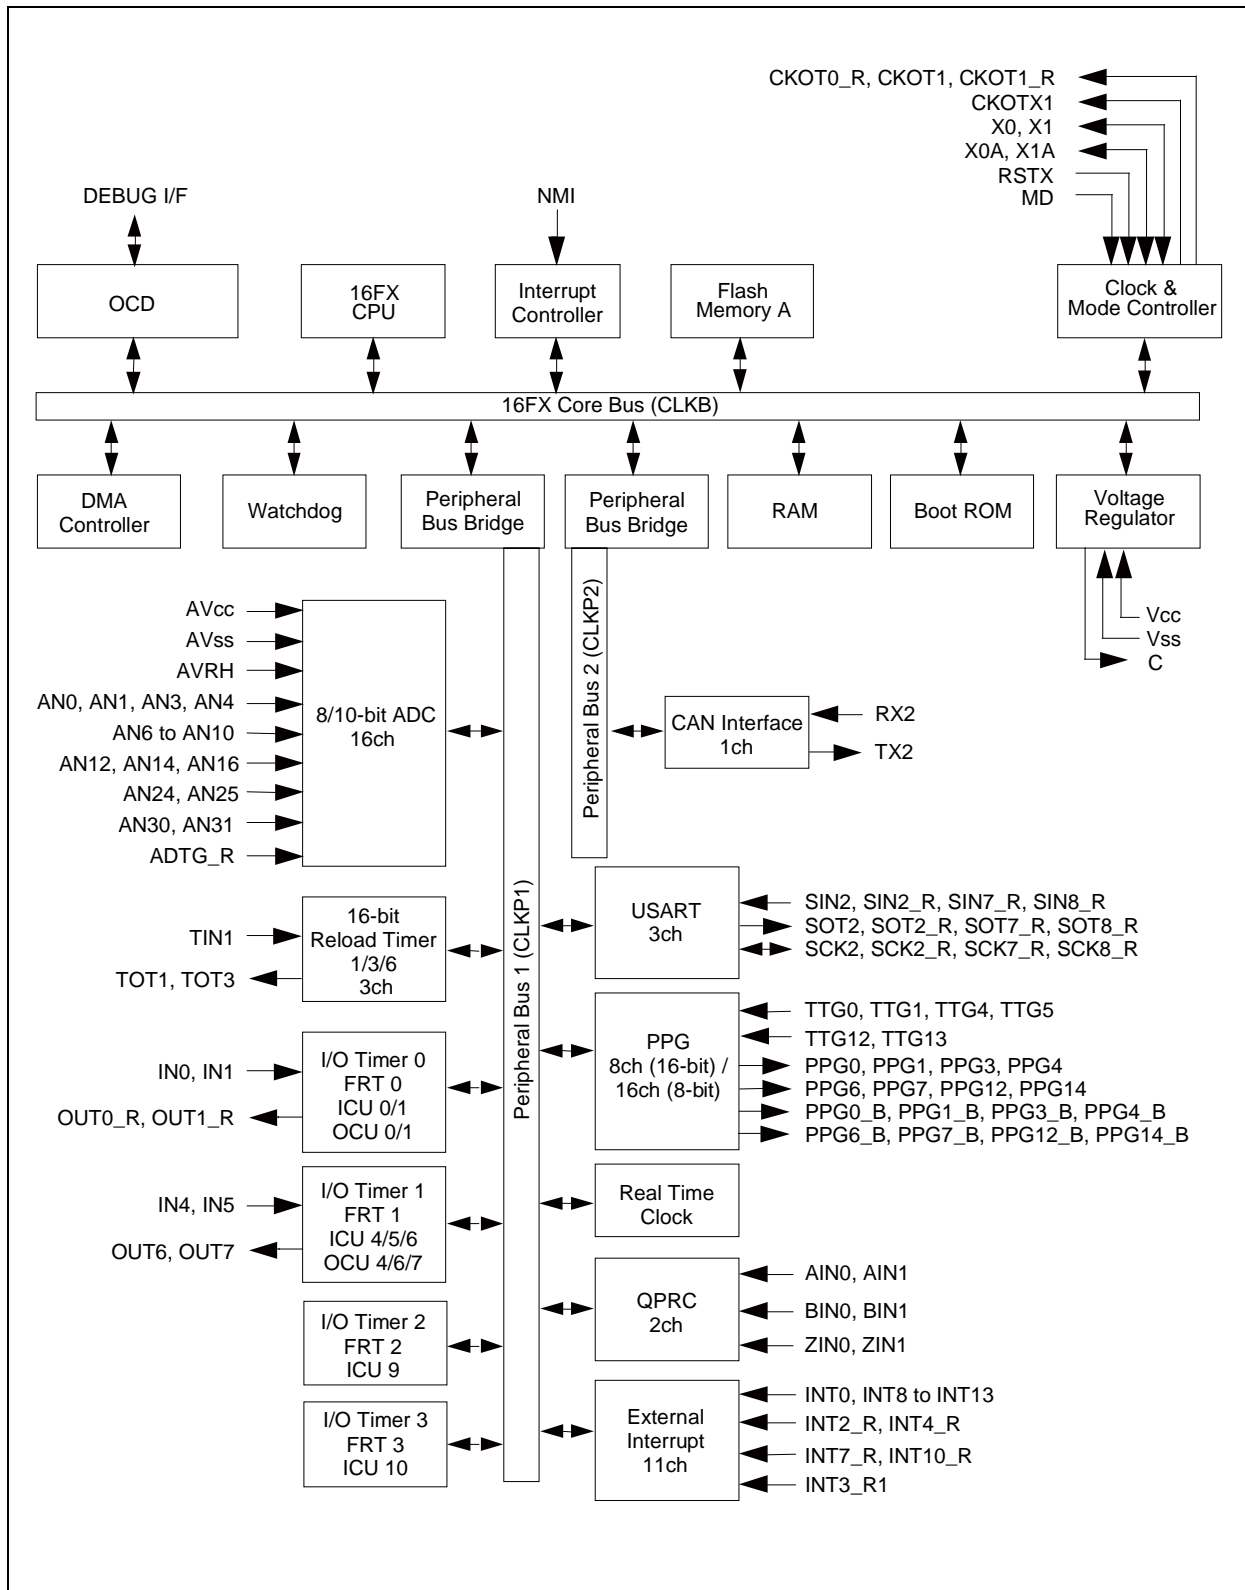 CKOT0_R, CKOT1, CKOT1_R
CKOTX1
X0, X1
X0A, X1A
RSTX
MD
DEBUG I/F
NMI
OCD
16FX
CPU
Interrupt
Controller
Flash
Memory A
Clock &
Mode Controller
16FX Core Bus (CLKB)
DMA
Controller
Watchdog
Peripheral
Bus Bridge
Peripheral
Bus Bridge
RAM
Boot ROM
Voltage
Regulator
Vcc
Vss
C
Peripheral Bus 1 (CLKP1)
Peripheral Bus 2 (CLKP2)
AVcc
AVss
AVRH
AN0, AN1, AN3, AN4
AN6 to AN10
AN12, AN14, AN16
AN24, AN25
AN30, AN31
ADTG_R
8/10-bit ADC
16ch
CAN Interface
1ch
RX2
TX2
TIN1
TOT1, TOT3
16-bit
Reload Timer
1/3/6
3ch
USART
3ch
SIN2, SIN2_R, SIN7_R, SIN8_R
SOT2, SOT2_R, SOT7_R, SOT8_R
SCK2, SCK2_R, SCK7_R, SCK8_R
IN0, IN1
OUT0_R, OUT1_R
I/O Timer 0
FRT 0
ICU 0/1
OCU 0/1
PPG
8ch (16-bit) /
16ch (8-bit)
TTG0, TTG1, TTG4, TTG5
TTG12, TTG13
PPG0, PPG1, PPG3, PPG4
PPG6, PPG7, PPG12, PPG14
PPG0_B, PPG1_B, PPG3_B, PPG4_B
PPG6_B, PPG7_B, PPG12_B, PPG14_B
IN4, IN5
OUT6, OUT7
I/O Timer 1
FRT 1
ICU 4/5/6
OCU 4/6/7
Real Time
Clock
I/O Timer 2
FRT 2
ICU 9
QPRC
2ch
AIN0, AIN1
BIN0, BIN1
ZIN0, ZIN1
I/O Timer 3
FRT 3
ICU 10
External
Interrupt
11ch
INT0, INT8 to INT13
INT2_R, INT4_R
INT7_R, INT10_R
INT3_R1